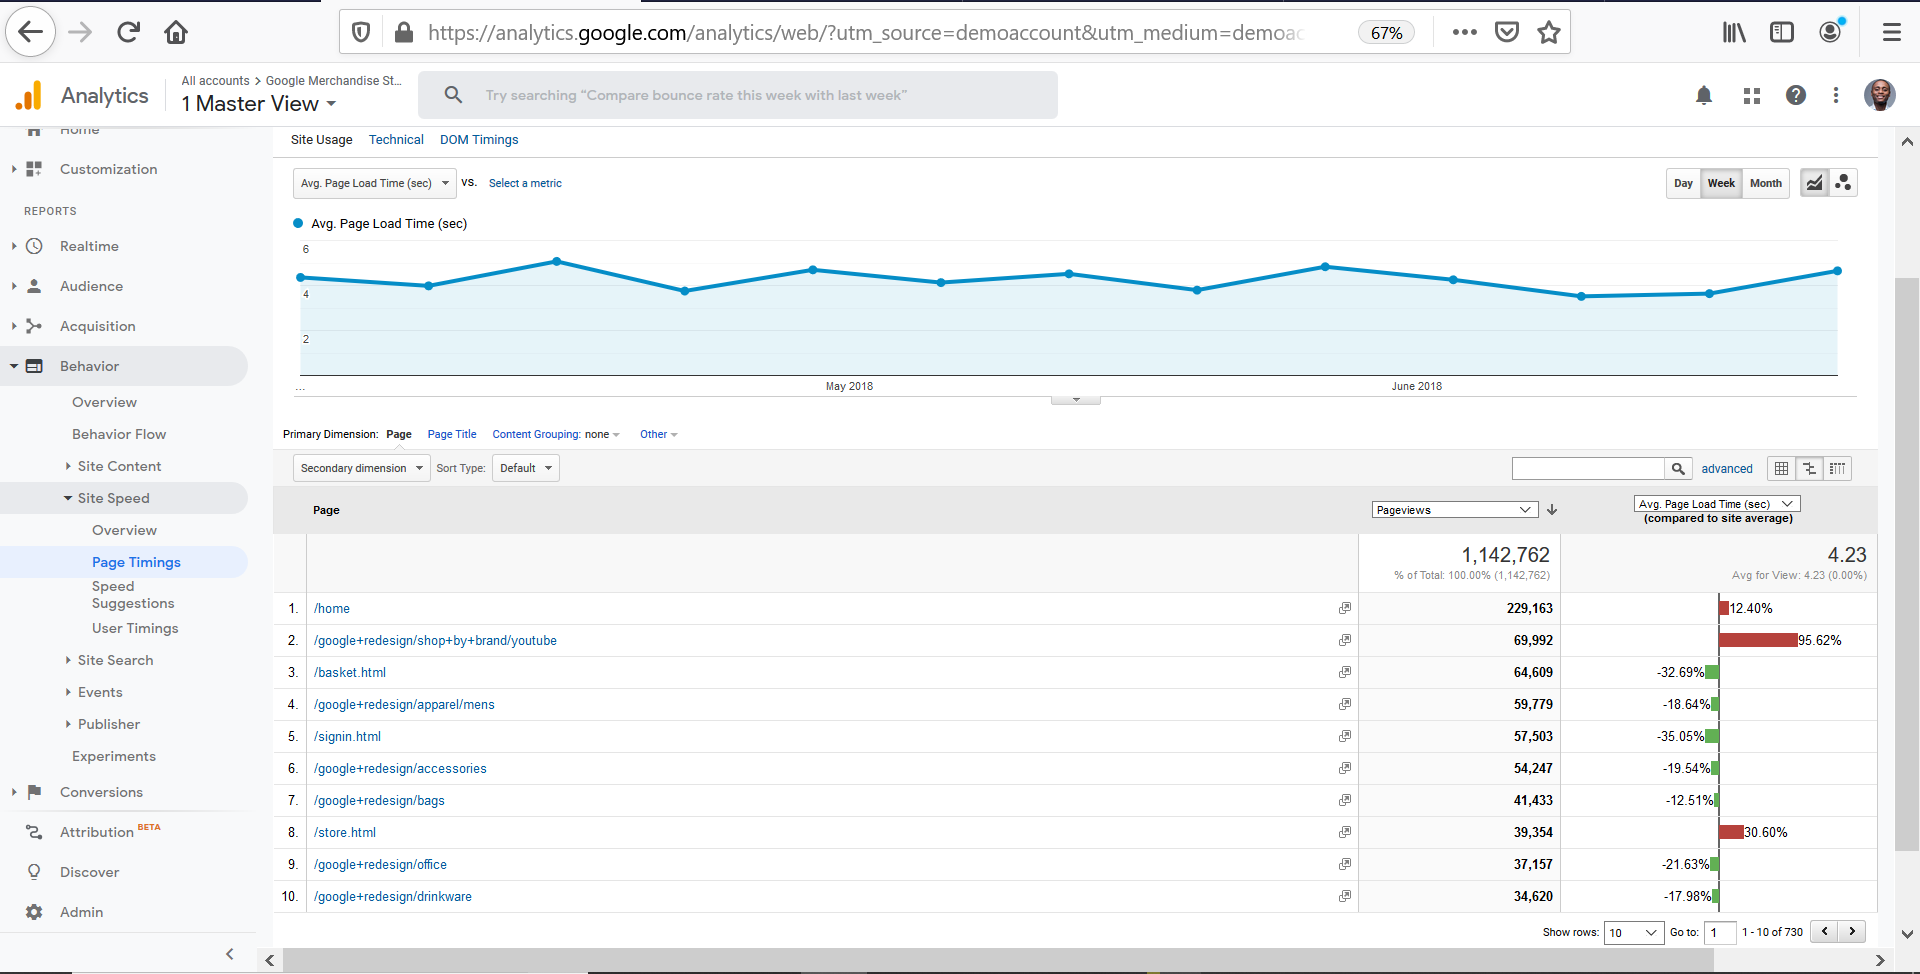 https://analytics.google.com/analytics/web/?utm_source=demoaccount&utm_medium=demoac
67%
Analytics
All accounts > Google Merchandise St...
1 Master View
Try searching “Compare bounce rate this week with last week”
Home
Customization
REPORTS
Realtime
Audience
Acquisition
Behavior
Overview
Behavior Flow
Site Content
Site Speed
Overview
Page Timings
Speed
Suggestions
User Timings
Site Search
Events
Publisher
Experiments
Conversions
Attribution BETA
Discover
Admin
Site Usage Technical DOM Timings
Avg. Page Load Time (sec) VS. Select a metric
Day Week Month
Avg. Page Load Time (sec)
6
4
2
... May 2018 June 2018
Primary Dimension: Page Page Title Content Grouping: none Other
Secondary dimension Sort Type: Default
advanced
Page Pageviews Avg. Page Load Time (sec)
(compared to site average)
1,142,762 4.23
% of Total: 100.00% (1,142,762) Avg for View: 4.23 (0.00%)
1. /home 229,163 12.40%
2. /google+redesign/shop+by+brand/youtube 69,992 95.62%
3. /basket.html 64,609 -32.69%
4. /google+redesign/apparel/mens 59,779 -18.64%
5. /signin.html 57,503 -35.05%
6. /google+redesign/accessories 54,247 -19.54%
7. /google+redesign/bags 41,433 -12.51%
8. /store.html 39,354 30.60%
9. /google+redesign/office 37,157 -21.63%
10. /google+redesign/drinkware 34,620 -17.98%
Show rows: 10 Go to: 1 1 - 10 of 730